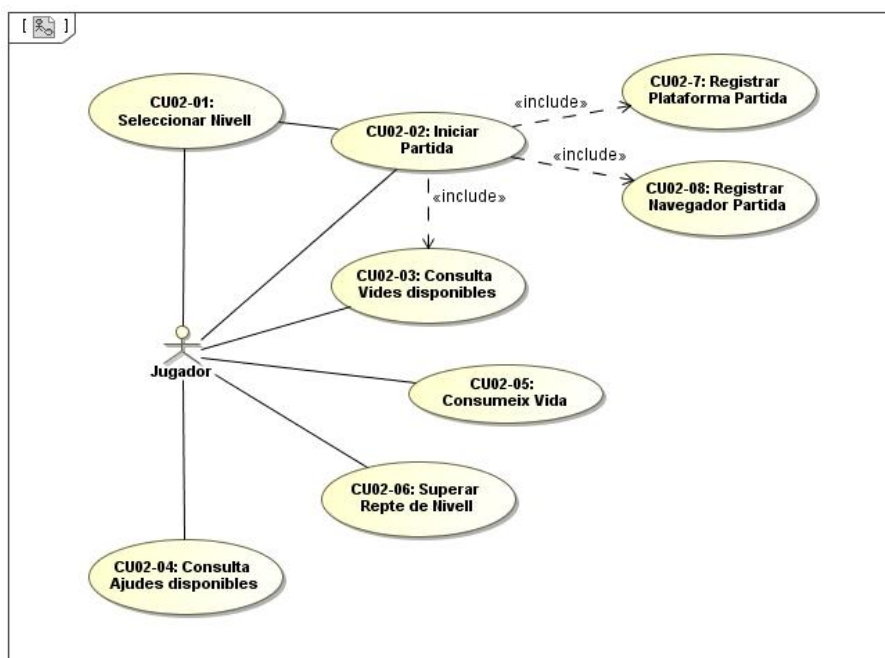 [ ]
CU02-01:
Seleccionar Nivell
CU02-02: Iniciar
Partida
«include»
CU02-7: Registrar
Plataforma Partida
«include»
CU02-08: Registrar
Navegador Partida
«include»
CU02-03: Consulta
Vides disponibles
Jugador
CU02-05:
Consumeix Vida
CU02-06: Superar
Repte de Nivell
CU02-04: Consulta
Ajudes disponibles